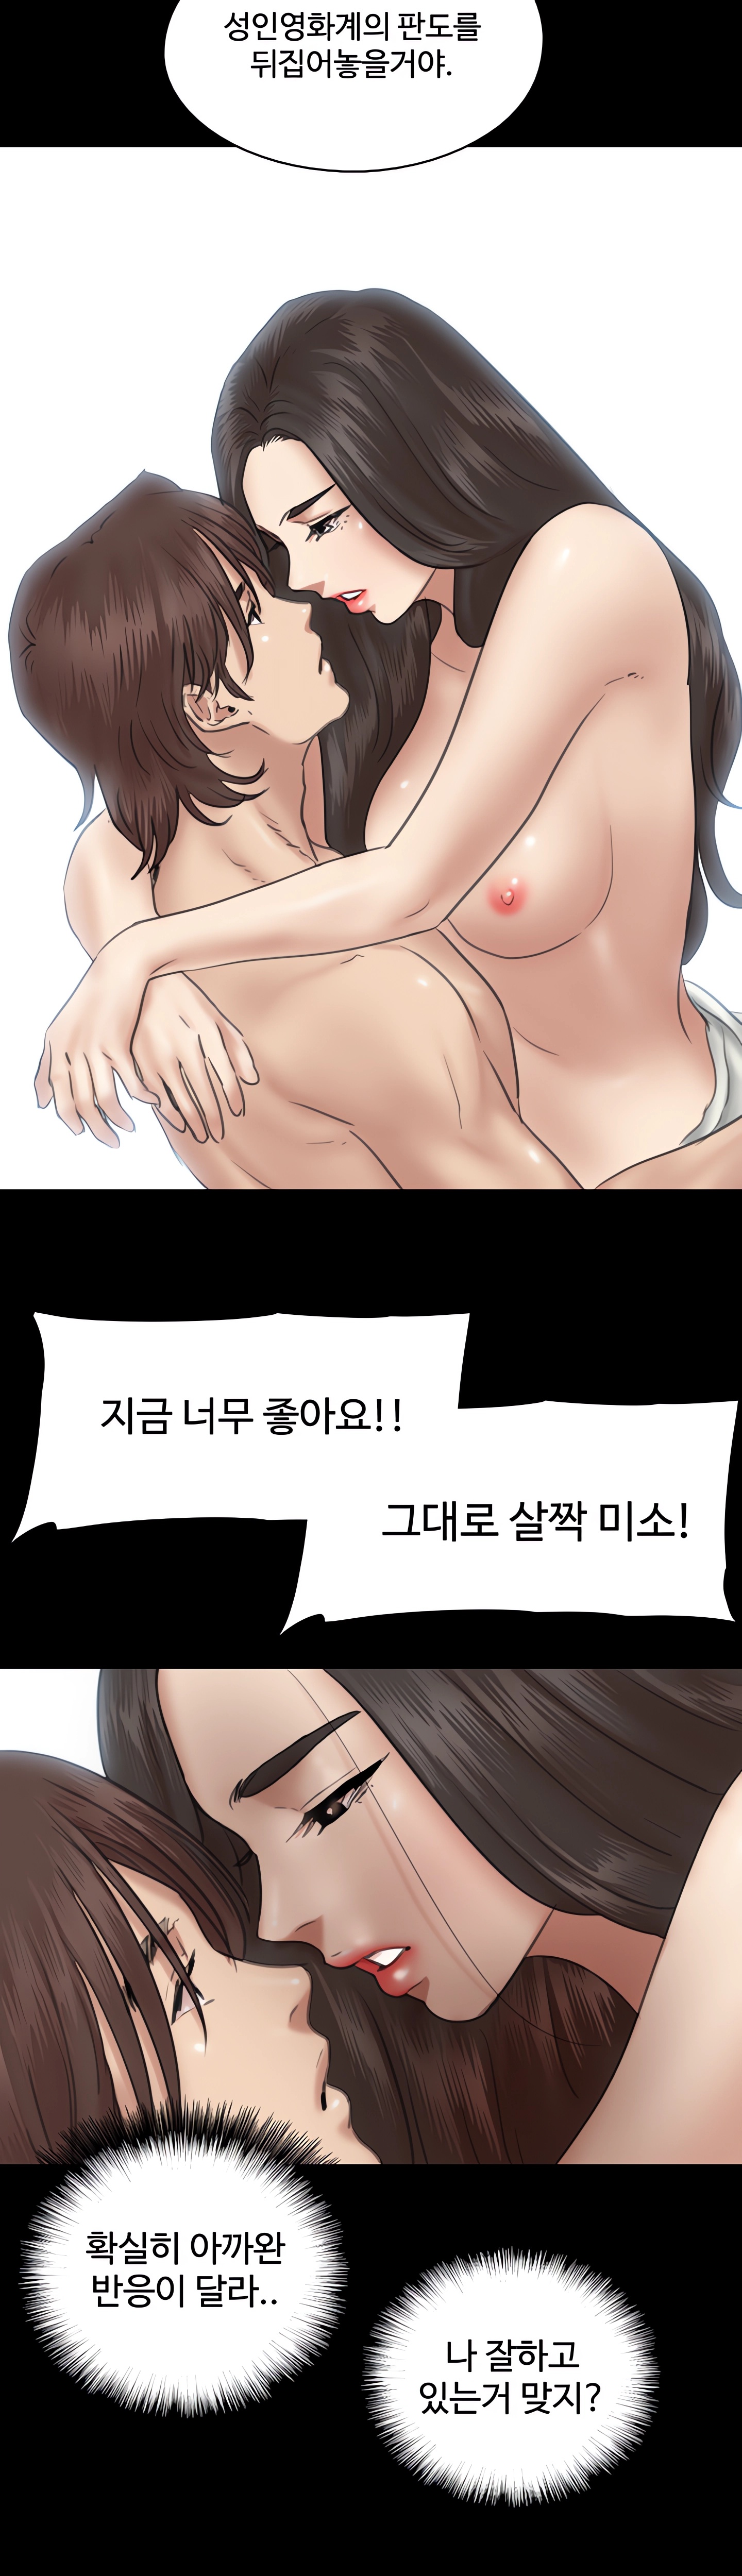 성인영화계의 판도를
뒤집어놓을거야.
지금 너무 좋아요!!
그대로 살짝 미소!
확실히 아까완
반응이 달라..
나 잘하고
있는거 맞지?